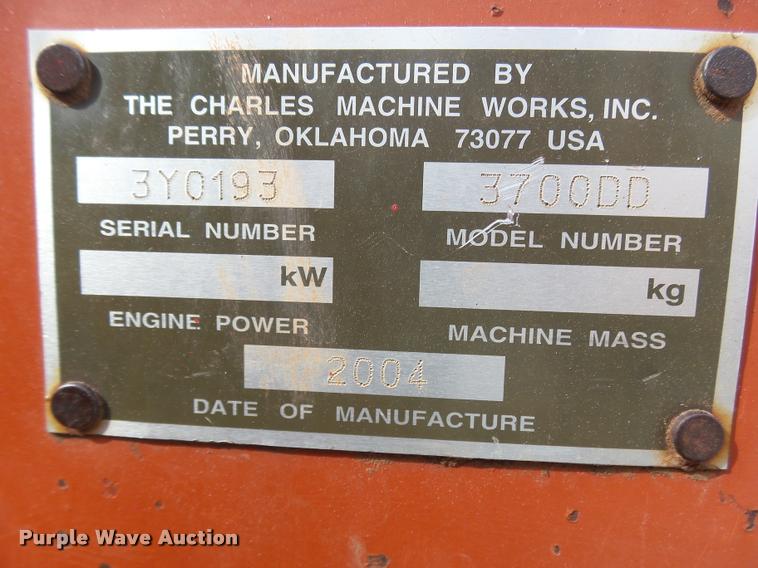 MANUFACTURED BY
THE CHARLES MACHINE WORKS, INC.
PERRY, OKLAHOMA 73077 USA
3Y0193 3700DD
SERIAL NUMBER MODEL NUMBER
kW kg
ENGINE POWER MACHINE MASS
2004
DATE OF MANUFACTURE
Purple Wave Auction